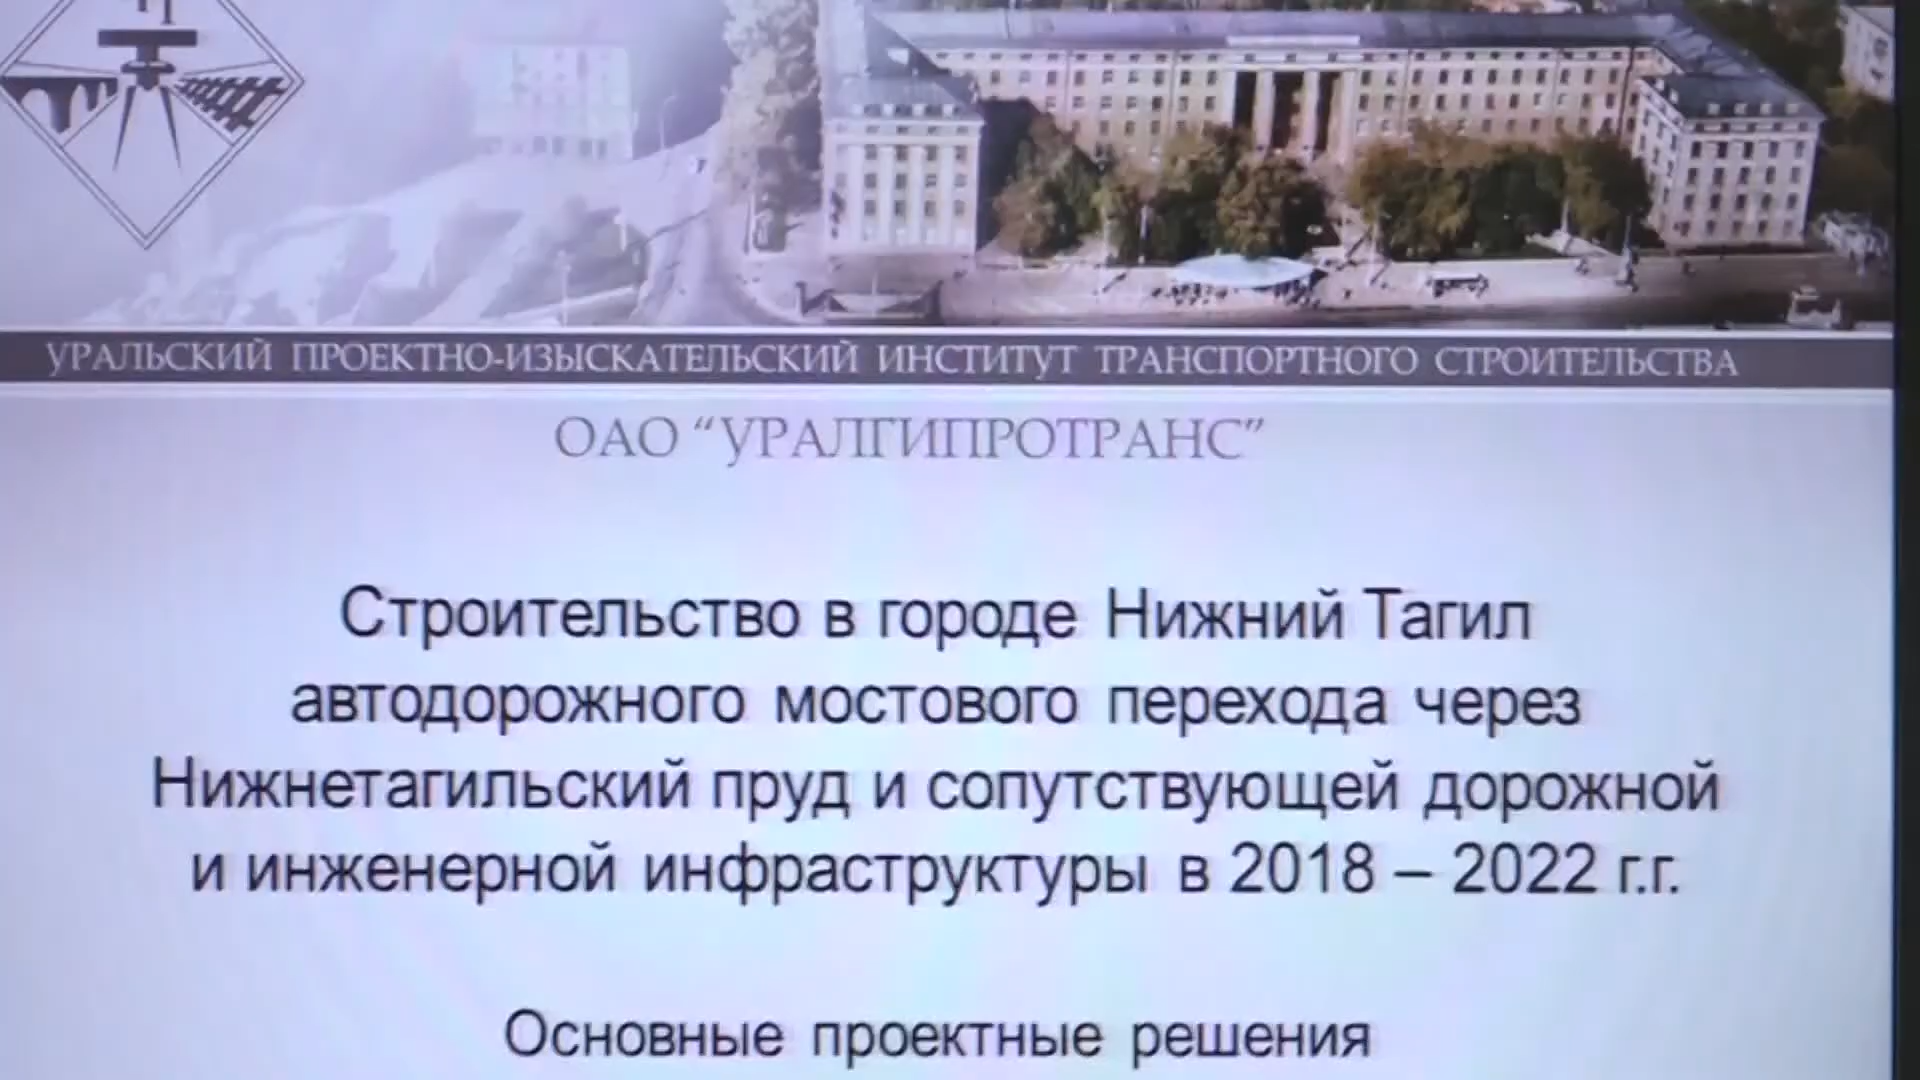 УРАЛЬСКИЙ ПРОЕКТНО-ИЗЫСКАТЕЛЬСКИЙ ИНСТИТУТ ТРАНСПОРТНОГО СТРОИТЕЛЬСТВА
ОАО “УРАЛГИПРОТРАНС”
Строительство в городе Нижний Тагил
автодорожного мостового перехода через
Нижнетагильский пруд и сопутствующей дорожной
и инженерной инфраструктуры в 2018 – 2022 г.г.
Основные проектные решения